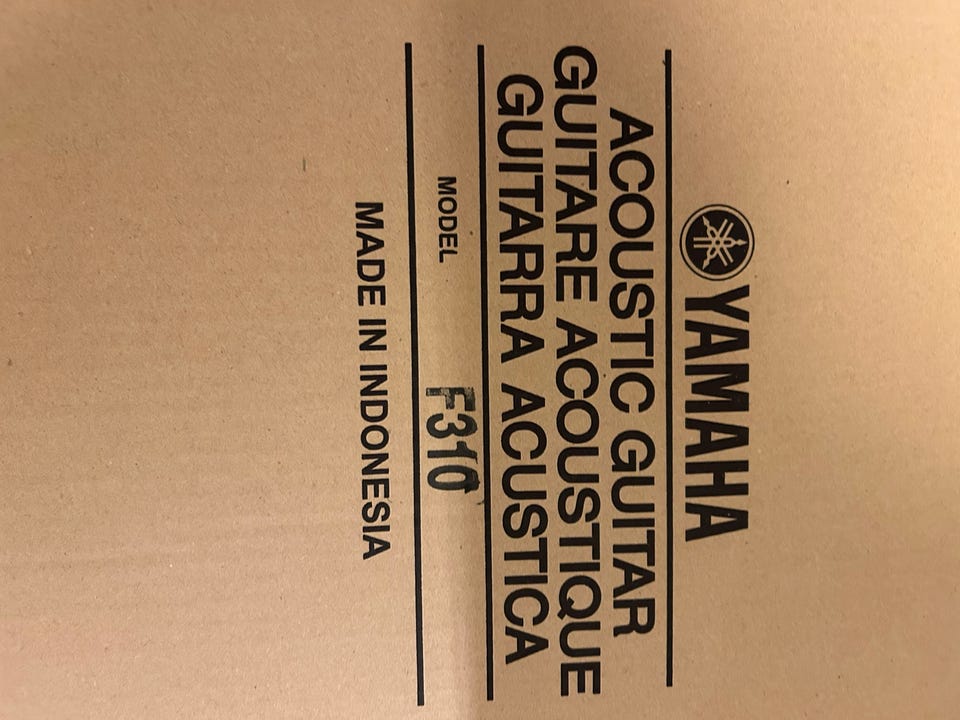 YAMAHA
ACOUSTIC GUITAR
GUITARE ACOUSTIQUE
GUITARRA ACUSTICA
MODEL F310
MADE IN INDONESIA